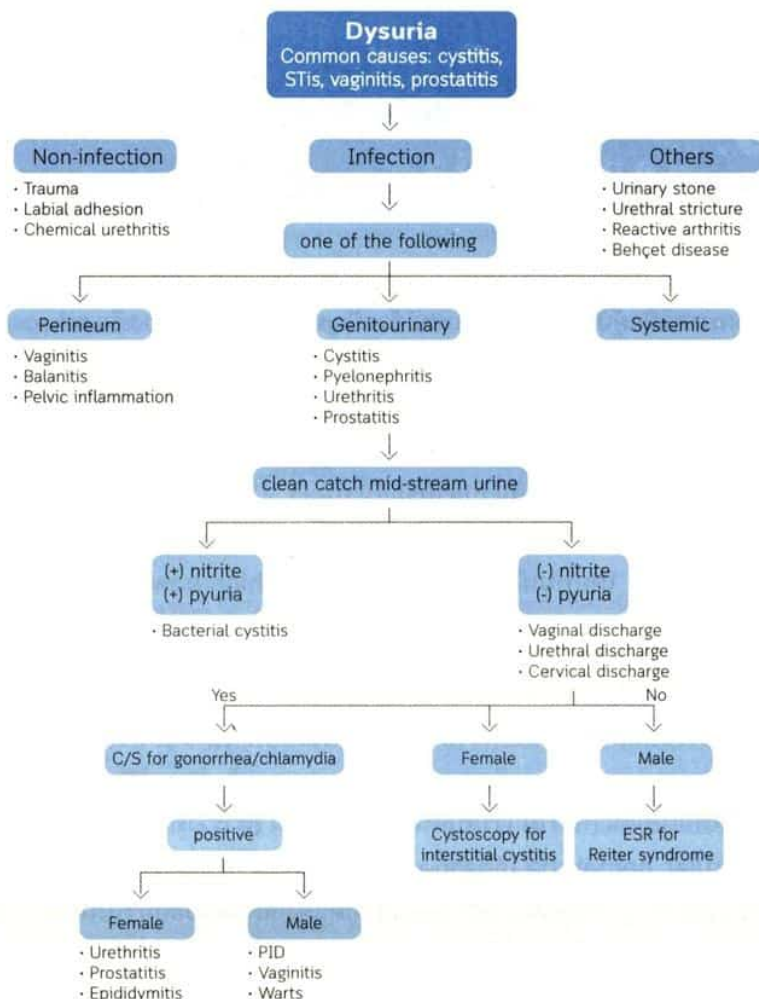 Dysuria
Common causes: cystitis,
STis, vaginitis, prostatitis
Non-infection
· Trauma
· Labial adhesion
· Chemical urethritis
Infection
Others
· Urinary stone
· Urethral stricture
· Reactive arthritis
· Behçet disease
one of the following
Perineum
· Vaginitis
· Balanitis
· Pelvic inflammation
Genitourinary
· Cystitis
· Pyelonephritis
· Urethritis
· Prostatitis
Systemic
clean catch mid-stream urine
(+) nitrite
(+) pyuria
· Bacterial cystitis
(-) nitrite
(-) pyuria
· Vaginal discharge
· Urethral discharge
· Cervical discharge
Yes
No
C/S for gonorrhea/chlamydia
Female
Male
positive
Cystoscopy for
interstitial cystitis
ESR for
Reiter syndrome
Female
· Urethritis
· Prostatitis
· Epididymitis
Male
· PID
· Vaginitis
· Warts